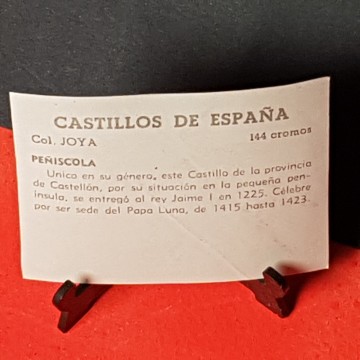 CASTILLOS DE ESPAÑA
Col. JOYA 144 cromos
PEÑISCOLA
Unico en su género, este Castillo de la provincia
de Castellón, por su situación en la pequeña pen-
insula, se entregó al rey Jaime I en 1225. Célebre
por ser sede del Papa Luna, de 1415 hasta 1423.